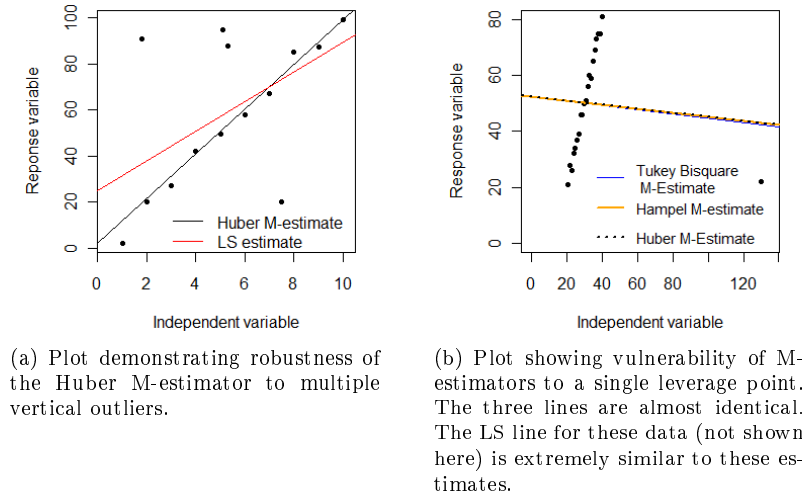 100
80
60
40
20
0
Reponse variable
Huber M-estimate
LS estimate
0 2 4 6 8 10
Independent variable
(a) Plot demonstrating robustness of
the Huber M-estimator to multiple
vertical outliers.
80
60
40
20
0
Response variable
Tukey Bisquare
M-Estimate
Hampel M-estimate
Huber M-Estimate
0 20 40 60 80 120
Independent variable
(b) Plot showing vulnerability of M-
estimators to a single leverage point.
The three lines are almost identical.
The LS line for these data (not shown
here) is extremely similar to these es-
timates.